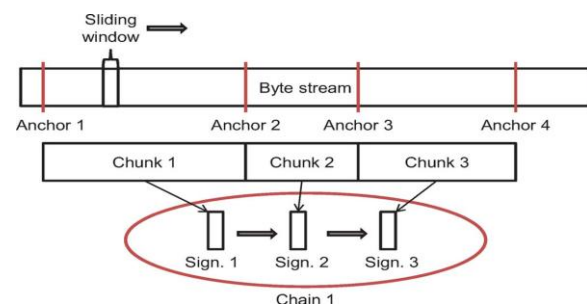 Sliding
window
Byte stream
Anchor 1 Anchor 2 Anchor 3 Anchor 4
Chunk 1 Chunk 2 Chunk 3
Sign. 1 Sign. 2 Sign. 3
Chain 1